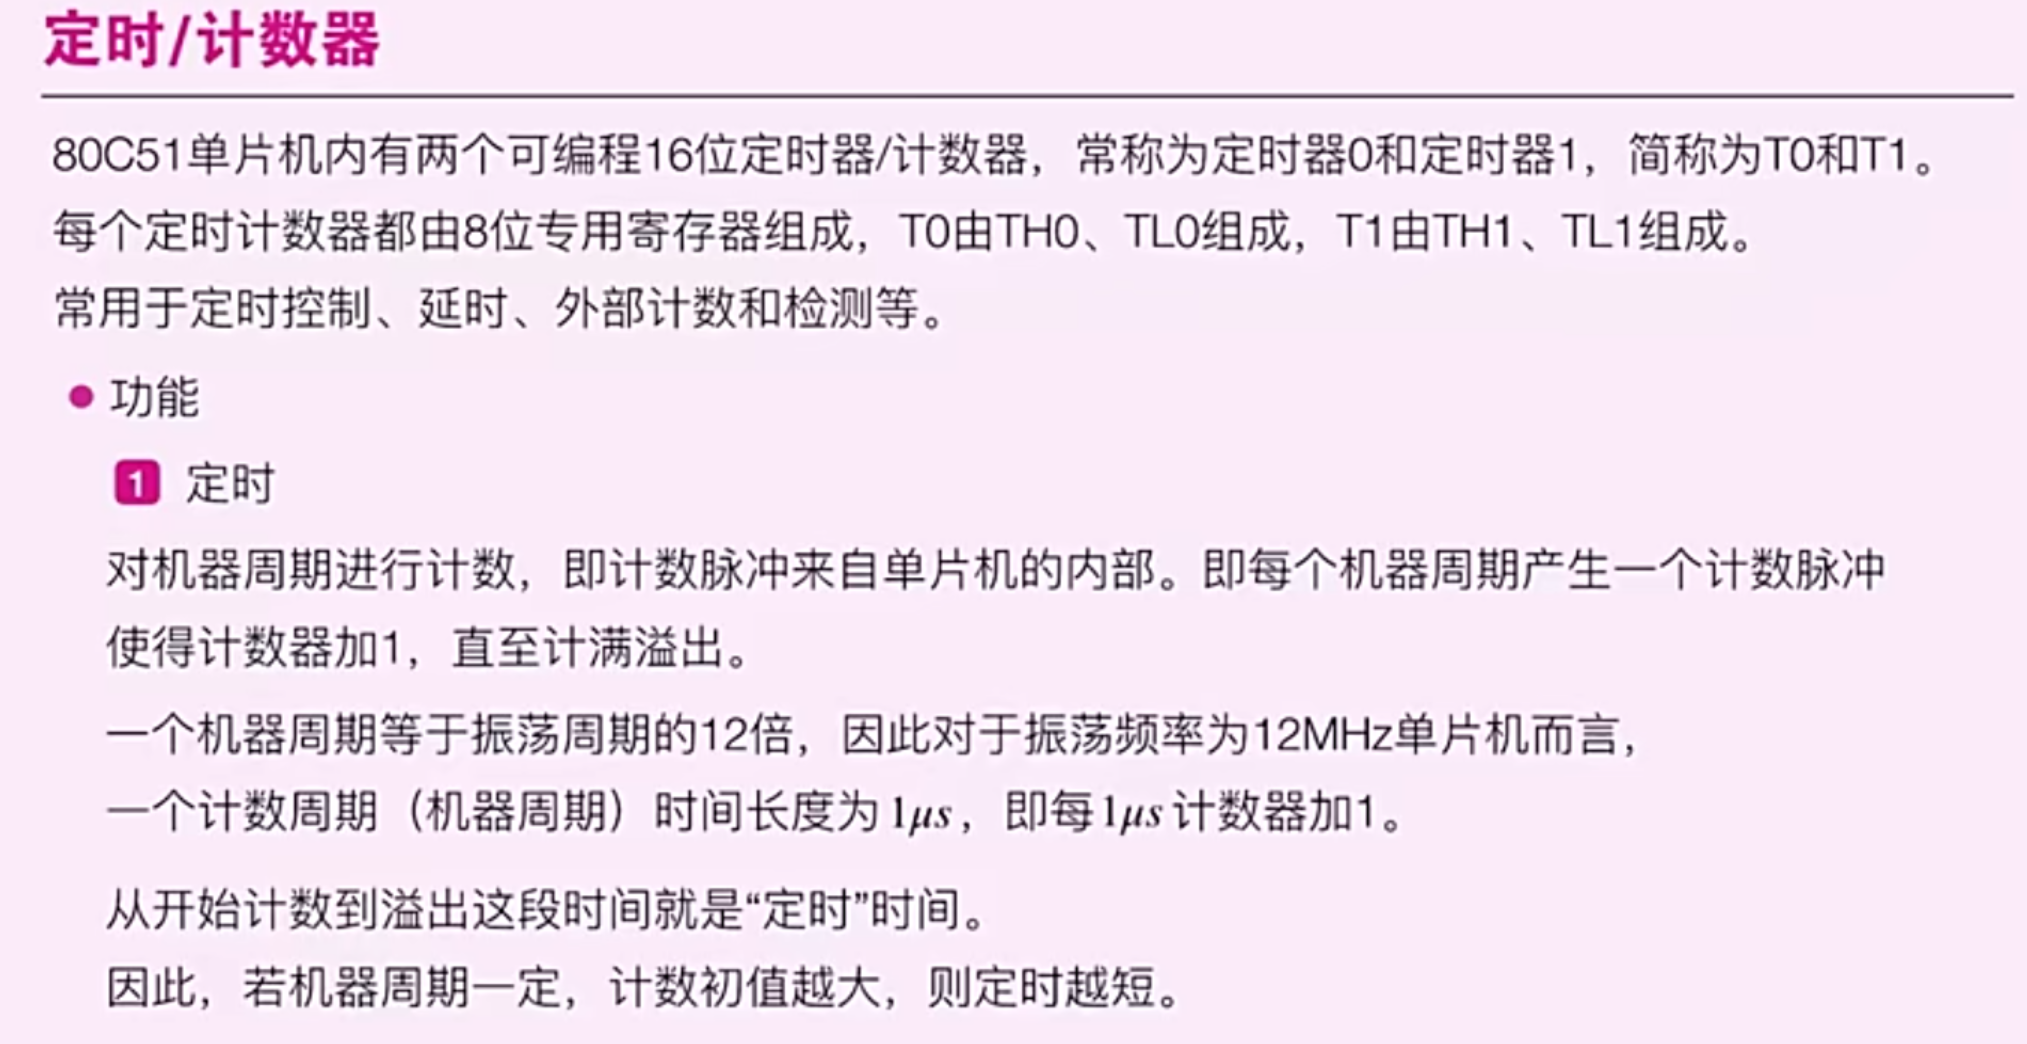 定时/计数器
80C51单片机内有两个可编程16位定时器/计数器，常称为定时器0和定时器1，简称为T0和T1。
每个定时计数器都由8位专用寄存器组成，T0由TH0、TL0组成，T1由TH1、TL1组成。
常用于定时控制、延时、外部计数和检测等。
● 功能
1 定时
对机器周期进行计数，即计数脉冲来自单片机的内部。即每个机器周期产生一个计数脉冲
使得计数器加1，直至计满溢出。
一个机器周期等于振荡周期的12倍，因此对于振荡频率为12MHz单片机而言，
一个计数周期（机器周期）时间长度为1μs，即每1μs计数器加1。
从开始计数到溢出这段时间就是“定时”时间。
因此，若机器周期一定，计数初值越大，则定时越短。